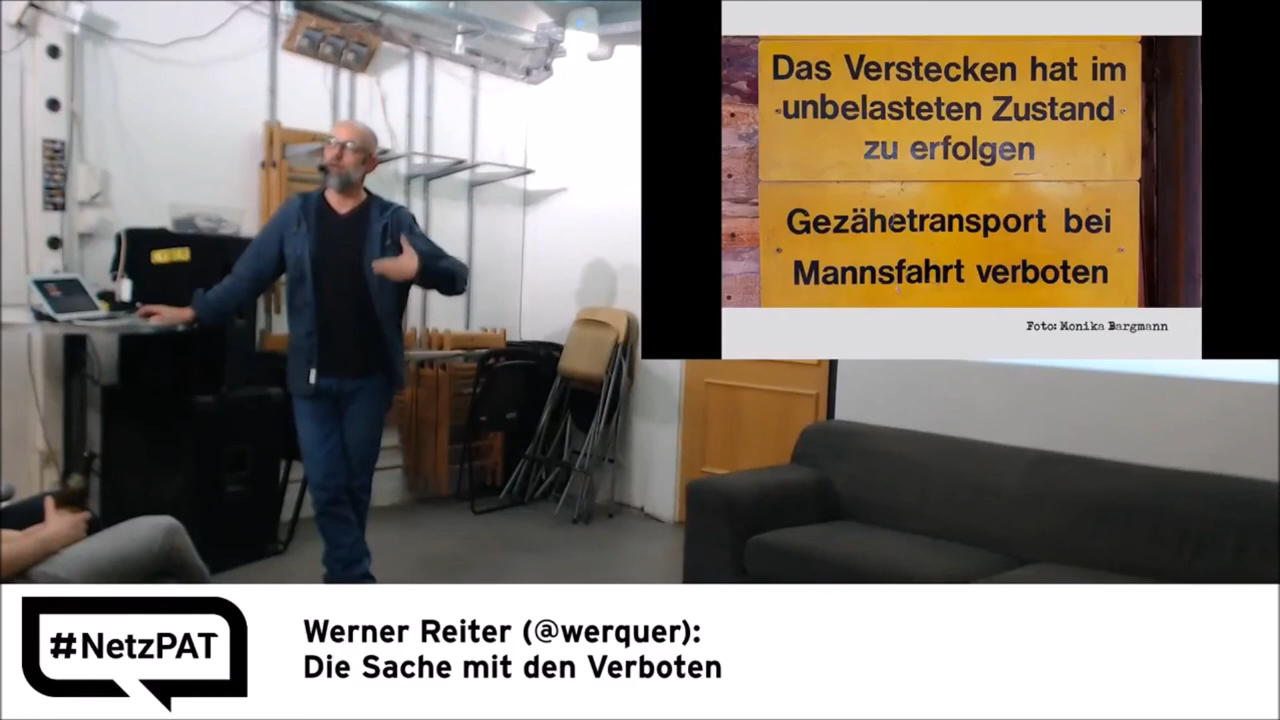 Das Verstecken hat im
unbelasteten Zustand
zu erfolgen
Gezähetransport bei
Mannsfahrt verboten
Foto: Monika Bargmann
#NetzPAT
Werner Reiter (@werquer):
Die Sache mit den Verboten